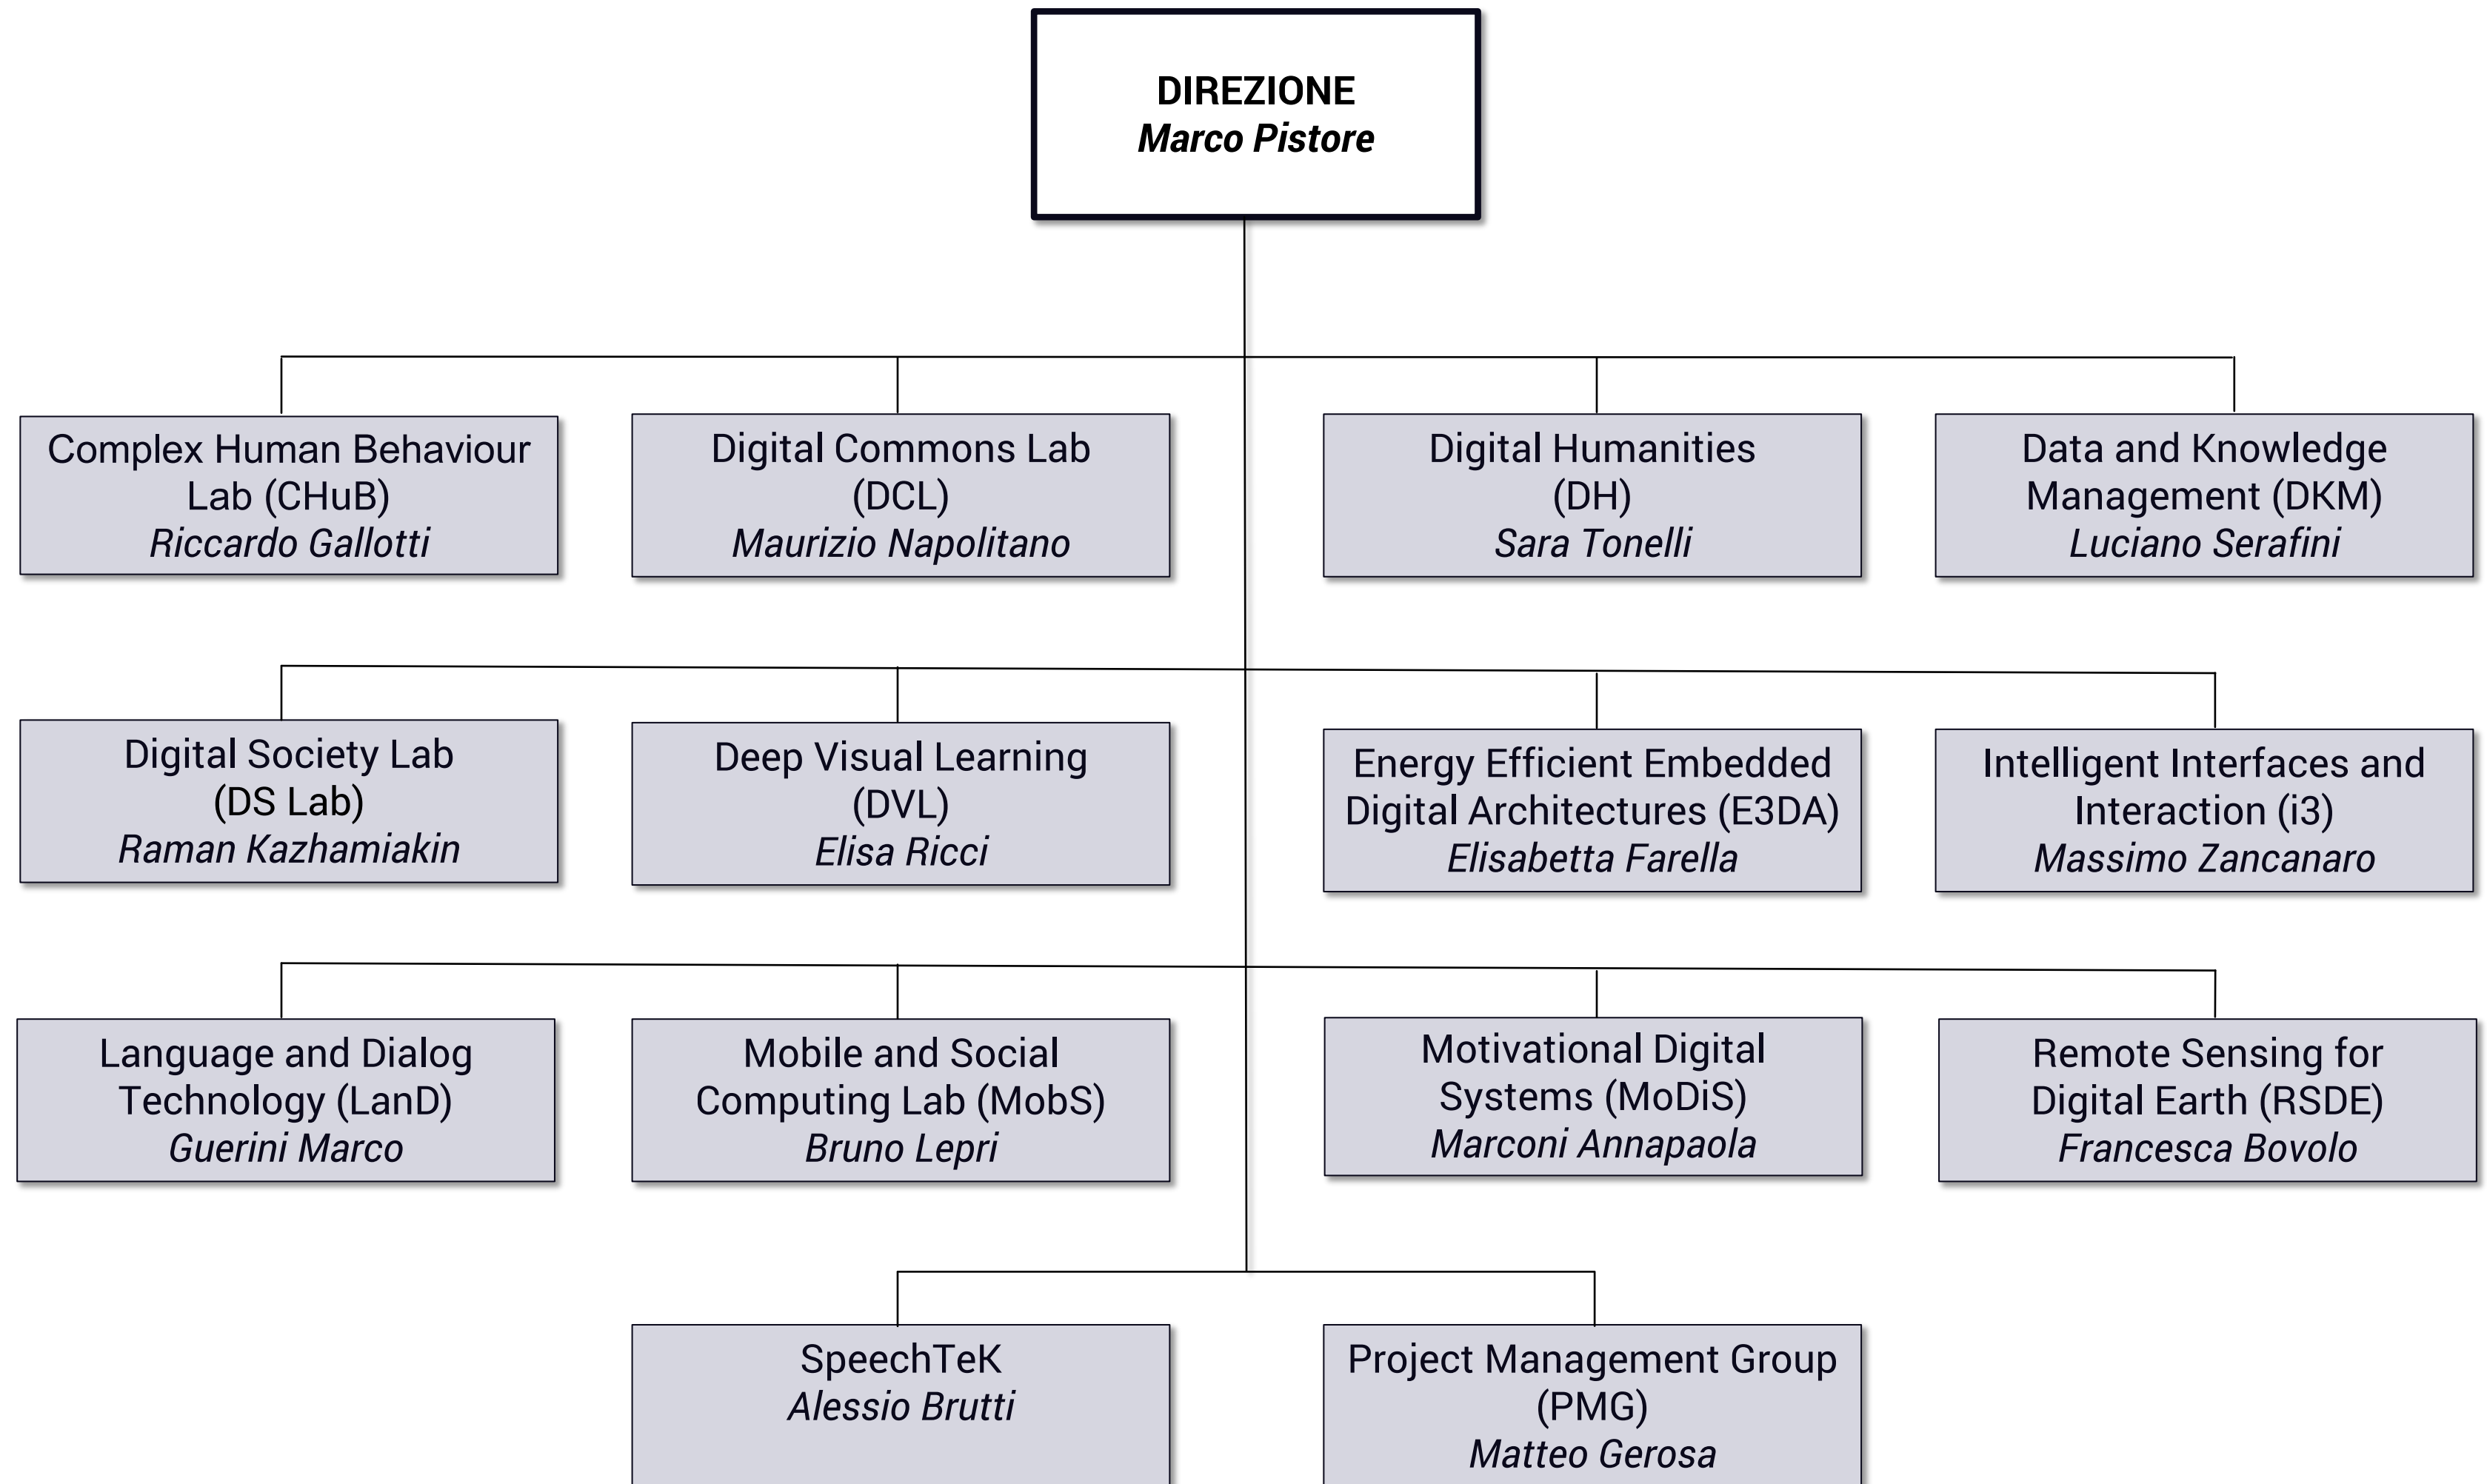 DIREZIONE
Marco Pistore
Complex Human Behaviour
Lab (CHuB)
Riccardo Gallotti
Digital Commons Lab
(DCL)
Maurizio Napolitano
Digital Humanities
(DH)
Sara Tonelli
Data and Knowledge
Management (DKM)
Luciano Serafini
Digital Society Lab
(DS Lab)
Raman Kazhamiakin
Deep Visual Learning
(DVL)
Elisa Ricci
Energy Efficient Embedded
Digital Architectures (E3DA)
Elisabetta Farella
Intelligent Interfaces and
Interaction (i3)
Massimo Zancanaro
Language and Dialog
Technology (LanD)
Guerini Marco
Mobile and Social
Computing Lab (MobS)
Bruno Lepri
Motivational Digital
Systems (MoDiS)
Marconi Annapaola
Remote Sensing for
Digital Earth (RSDE)
Francesca Bovolo
SpeechTeK
Alessio Brutti
Project Management Group
(PMG)
Matteo Gerosa